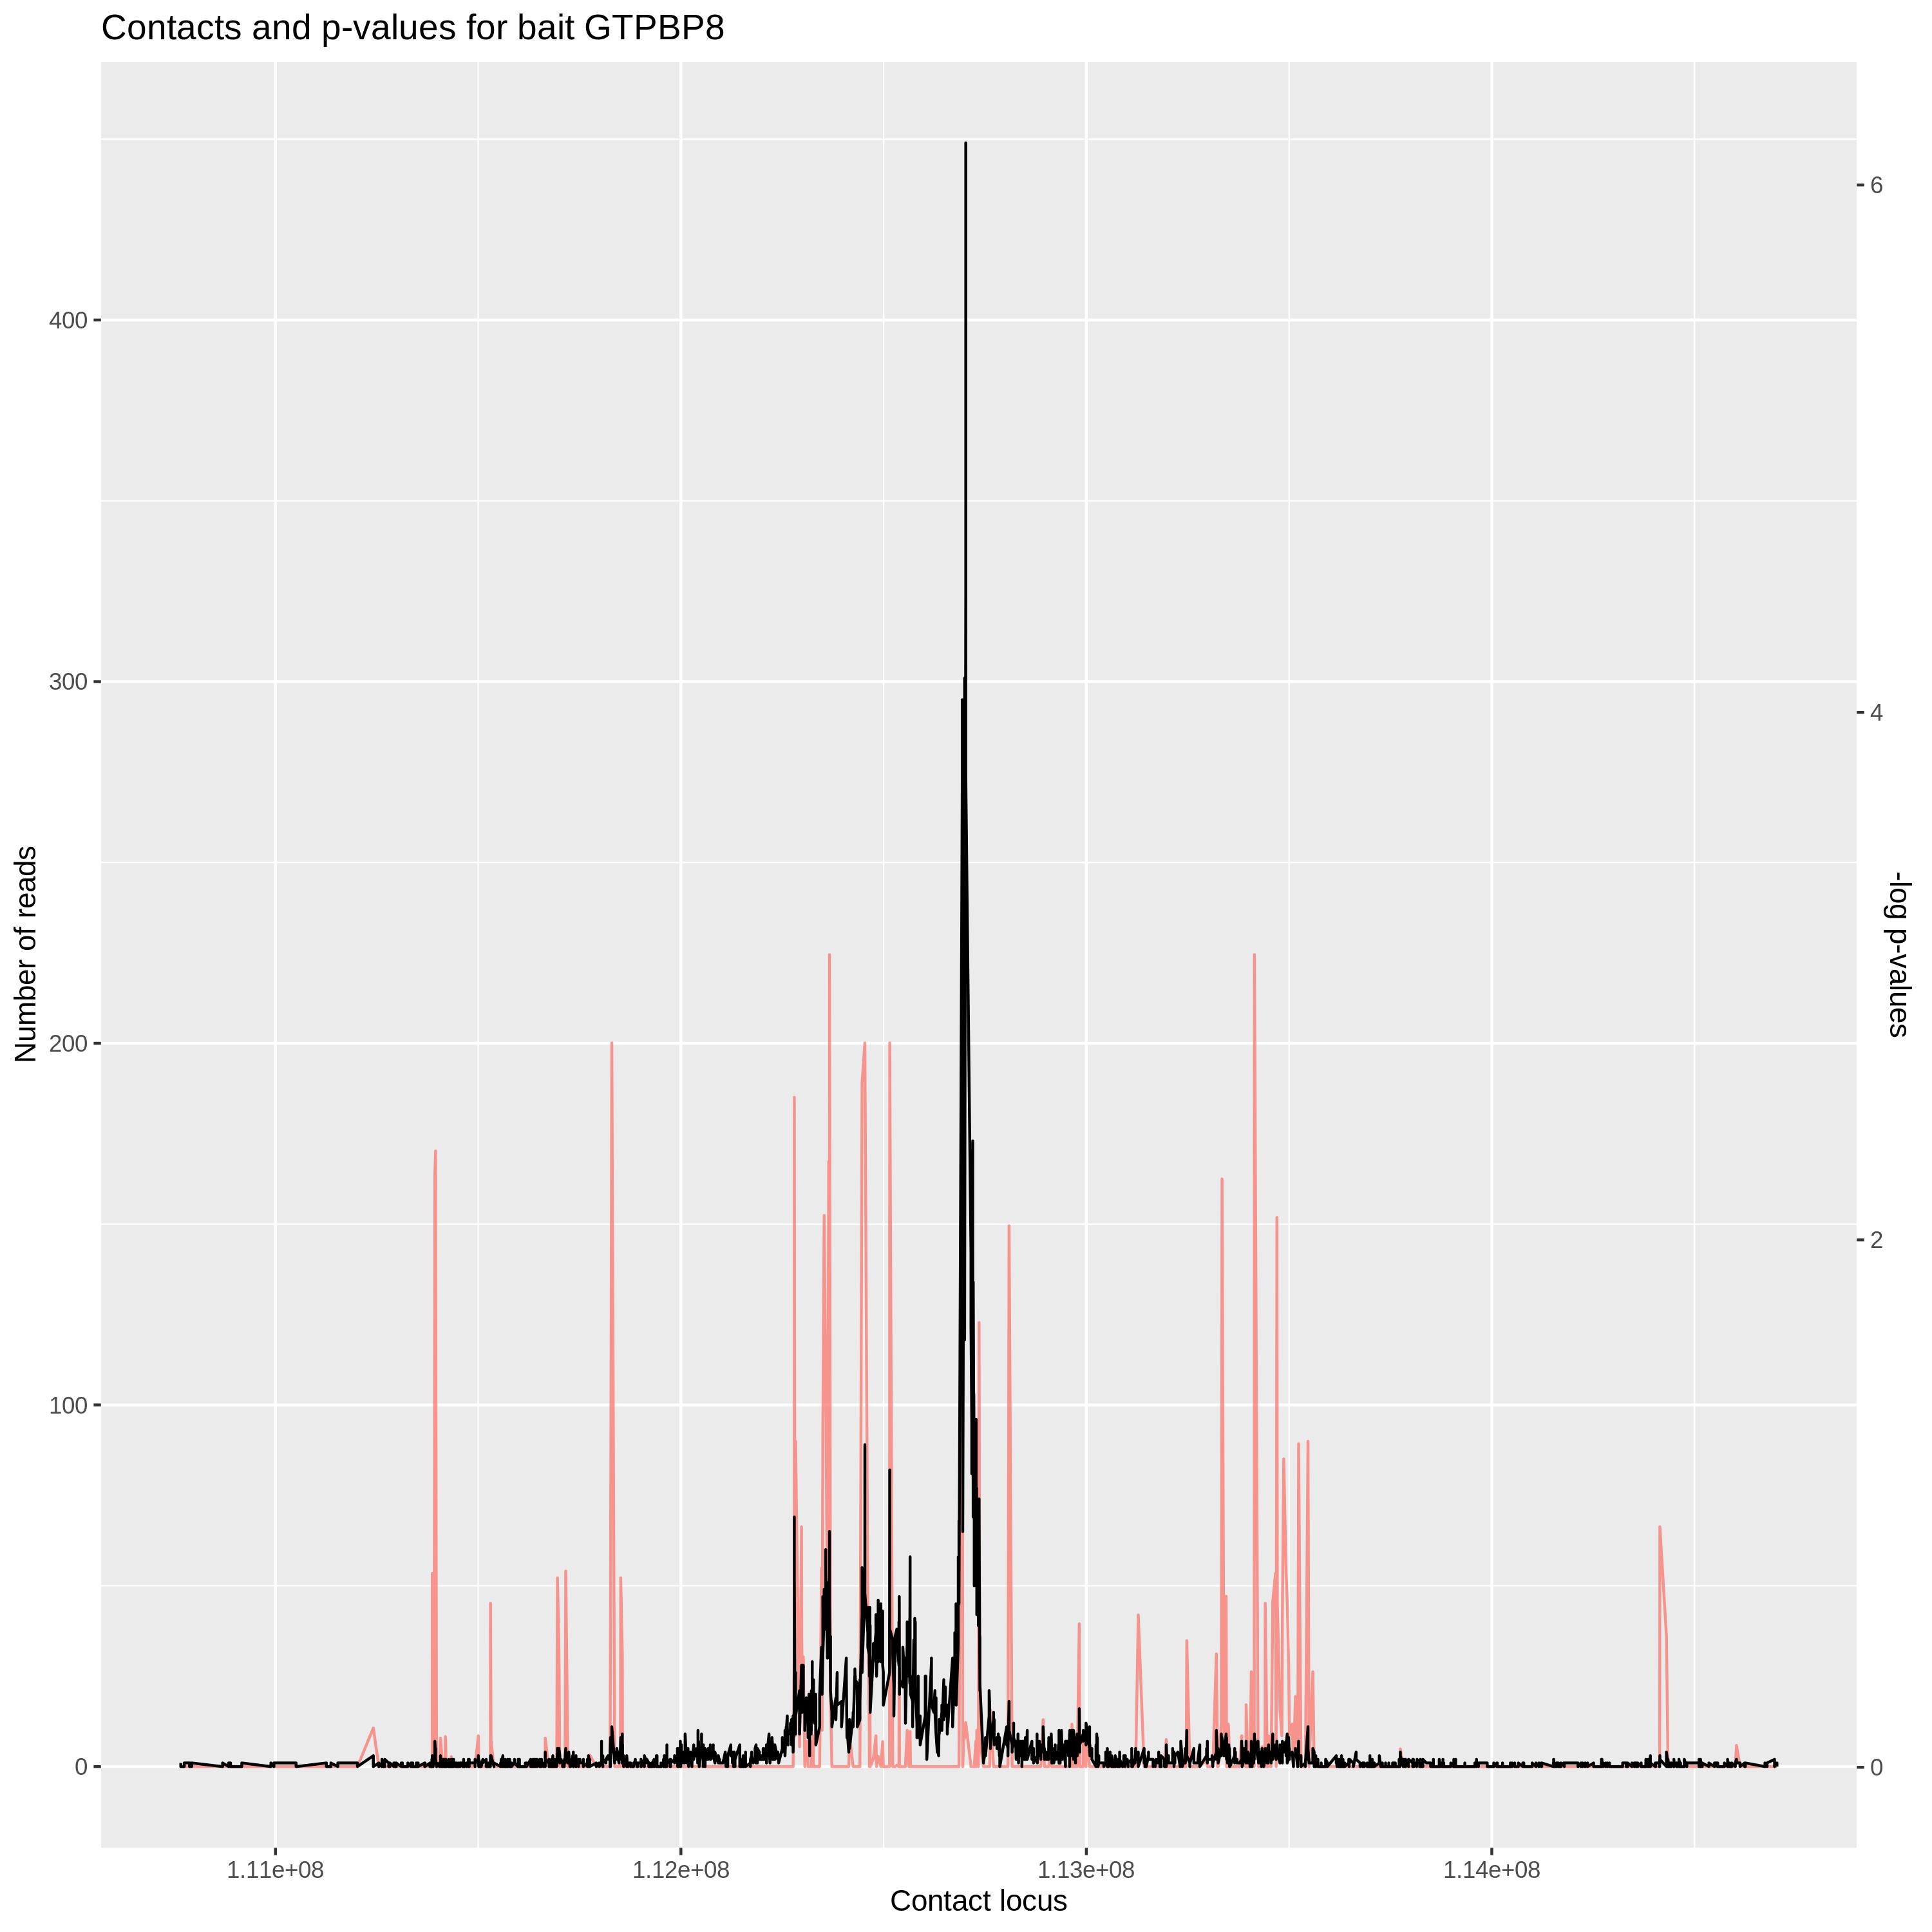 Contacts and p-values for bait GTPBP8
Number of reads
400
300
200
100
0
6
4
2
0
-log p-values
1.11e+08
1.12e+08
1.13e+08
1.14e+08
Contact locus